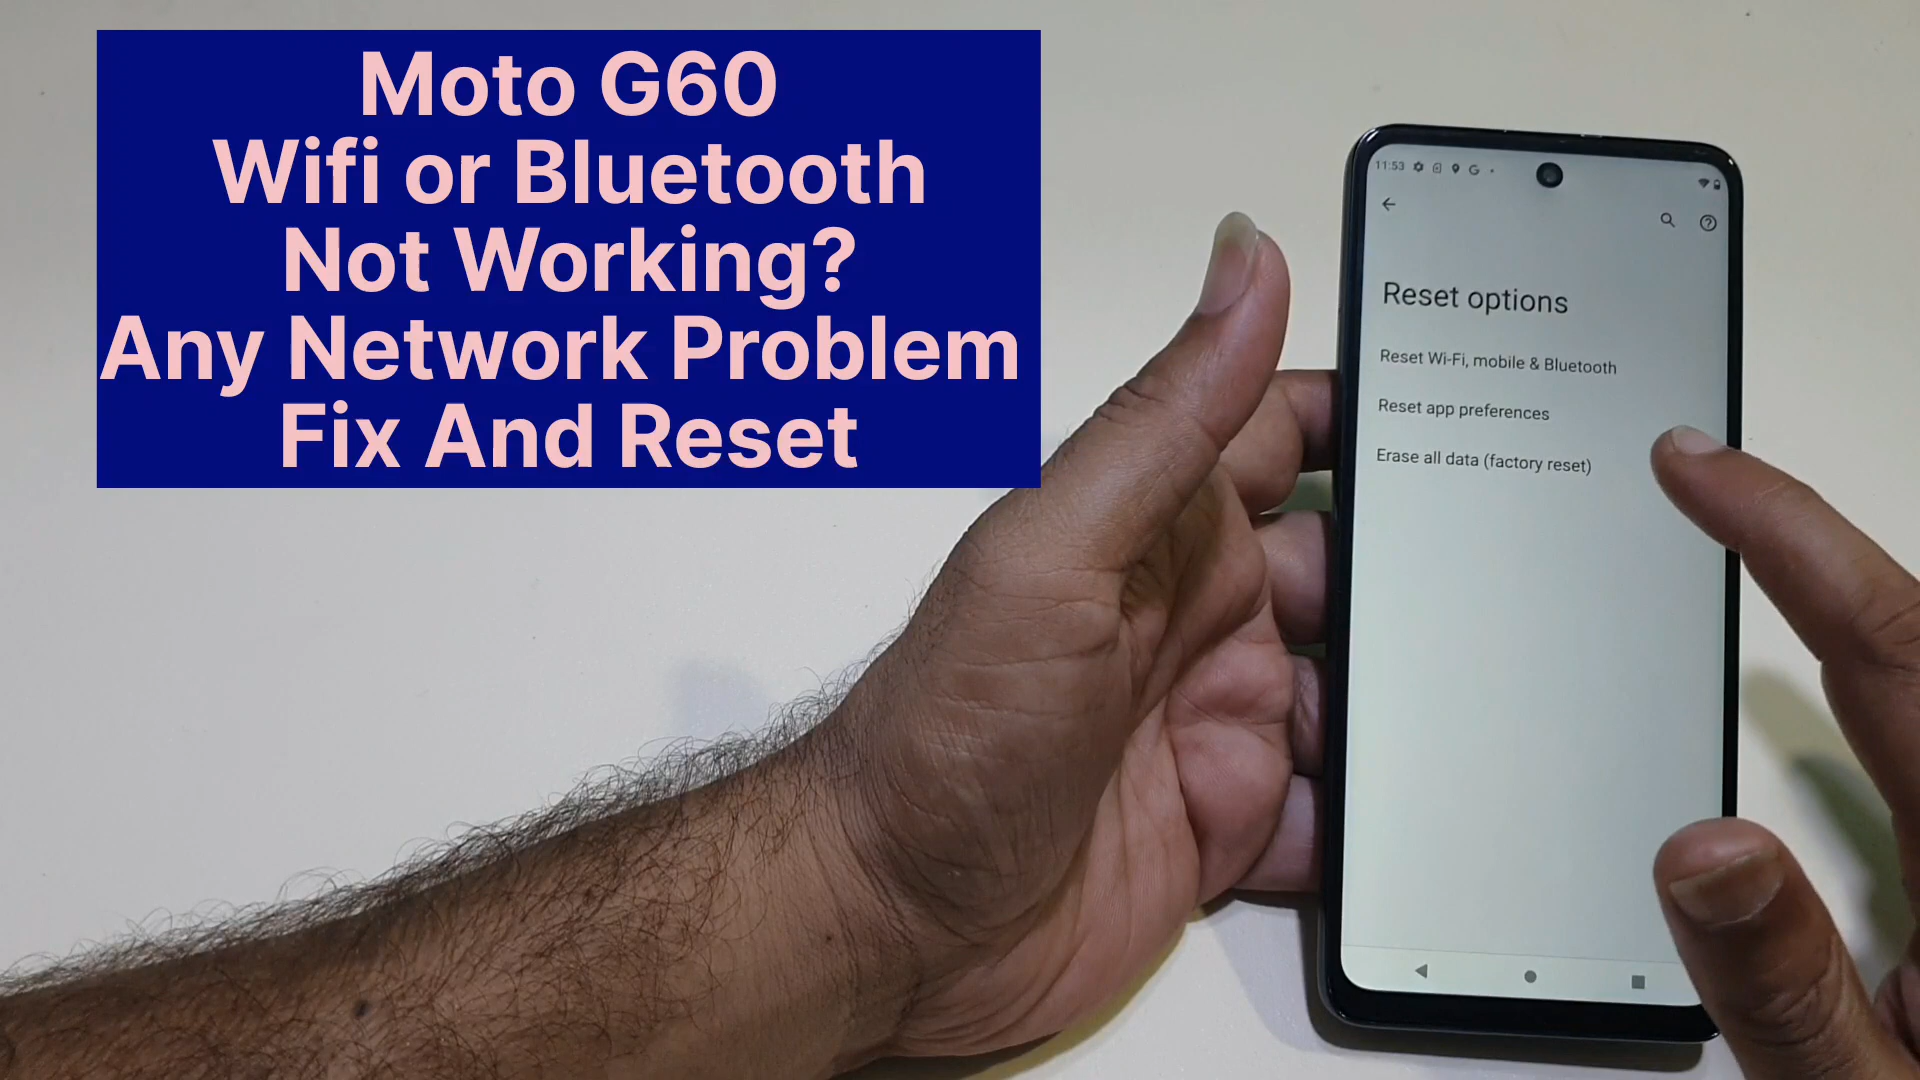 Moto G60
Wifi or Bluetooth
Not Working?
Any Network Problem
Fix And Reset
11:53
Reset options
Reset Wi-Fi, mobile & Bluetooth
Reset app preferences
Erase all data (factory reset)